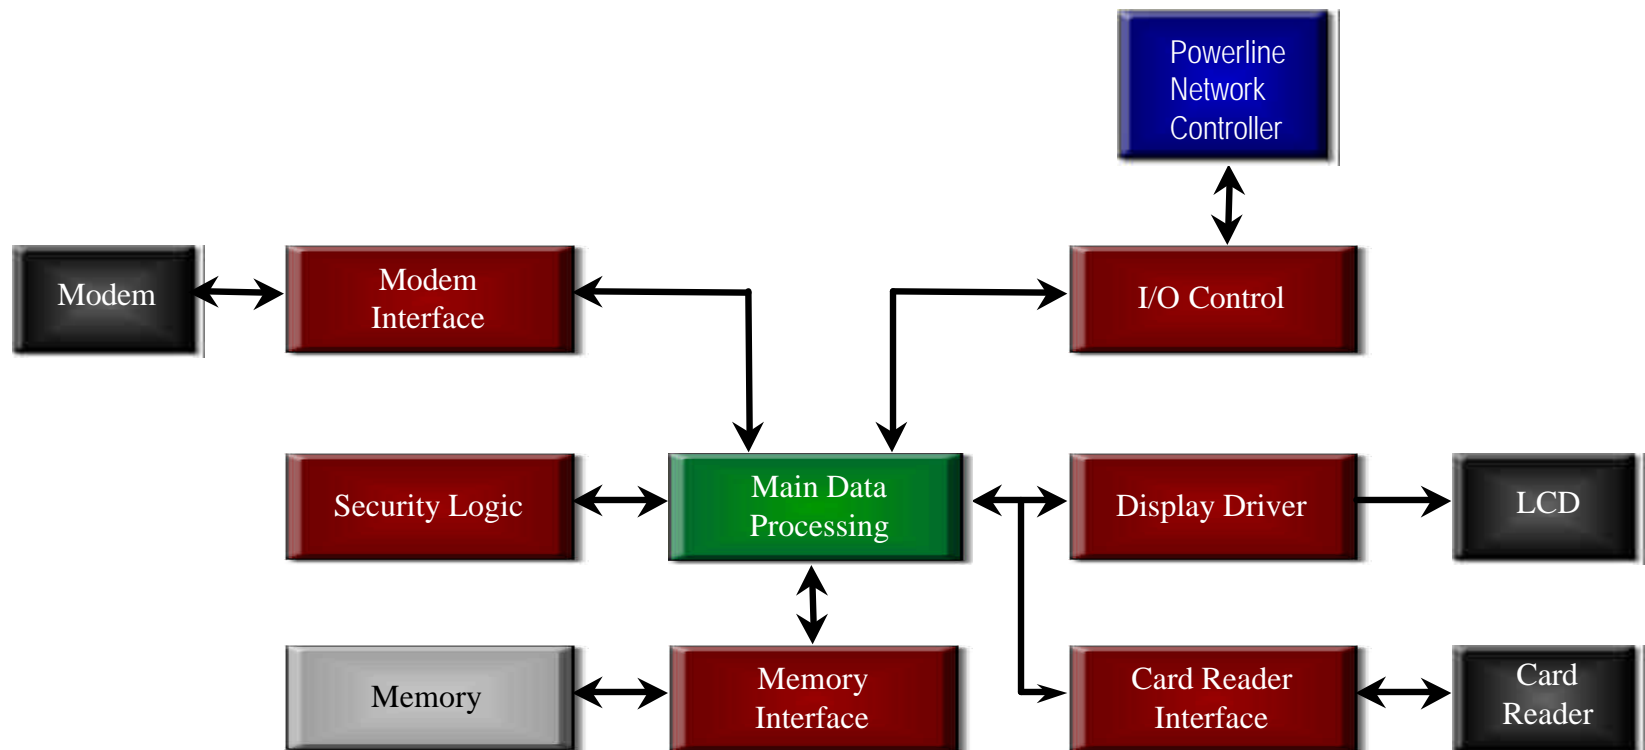 Powerline
Network
Controller
Modem
Modem
Interface
I/O Control
Security Logic
Main Data
Processing
Display Driver
LCD
Memory
Memory
Interface
Card Reader
Interface
Card
Reader